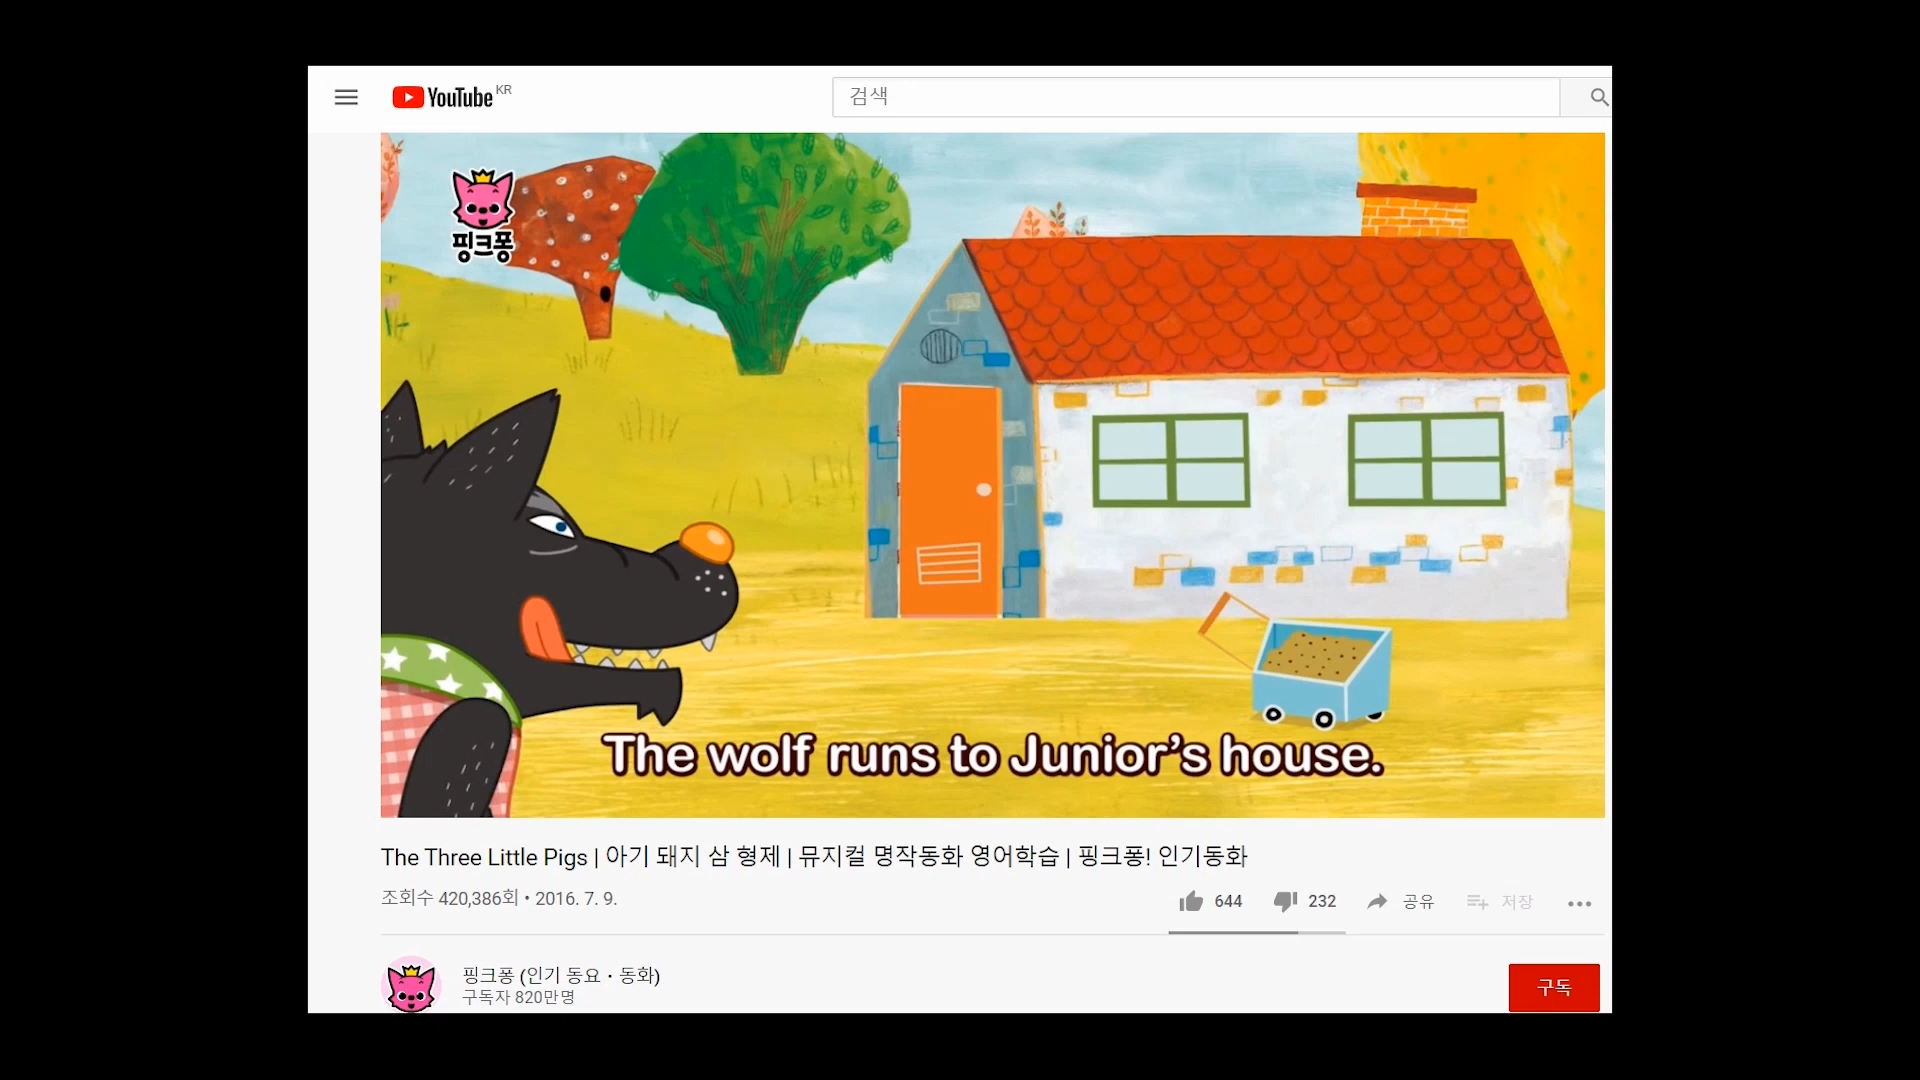 YouTube KR
검색
핑크퐁
The wolf runs to Junior's house.
The Three Little Pigs | 아기 돼지 삼 형제 | 뮤지컬 명작동화 영어학습 | 핑크퐁! 인기동화
조회수 420,386회 • 2016. 7. 9.
644 232 공유 저장
핑크퐁 (인기 동요・동화)
구독자 820만명
구독